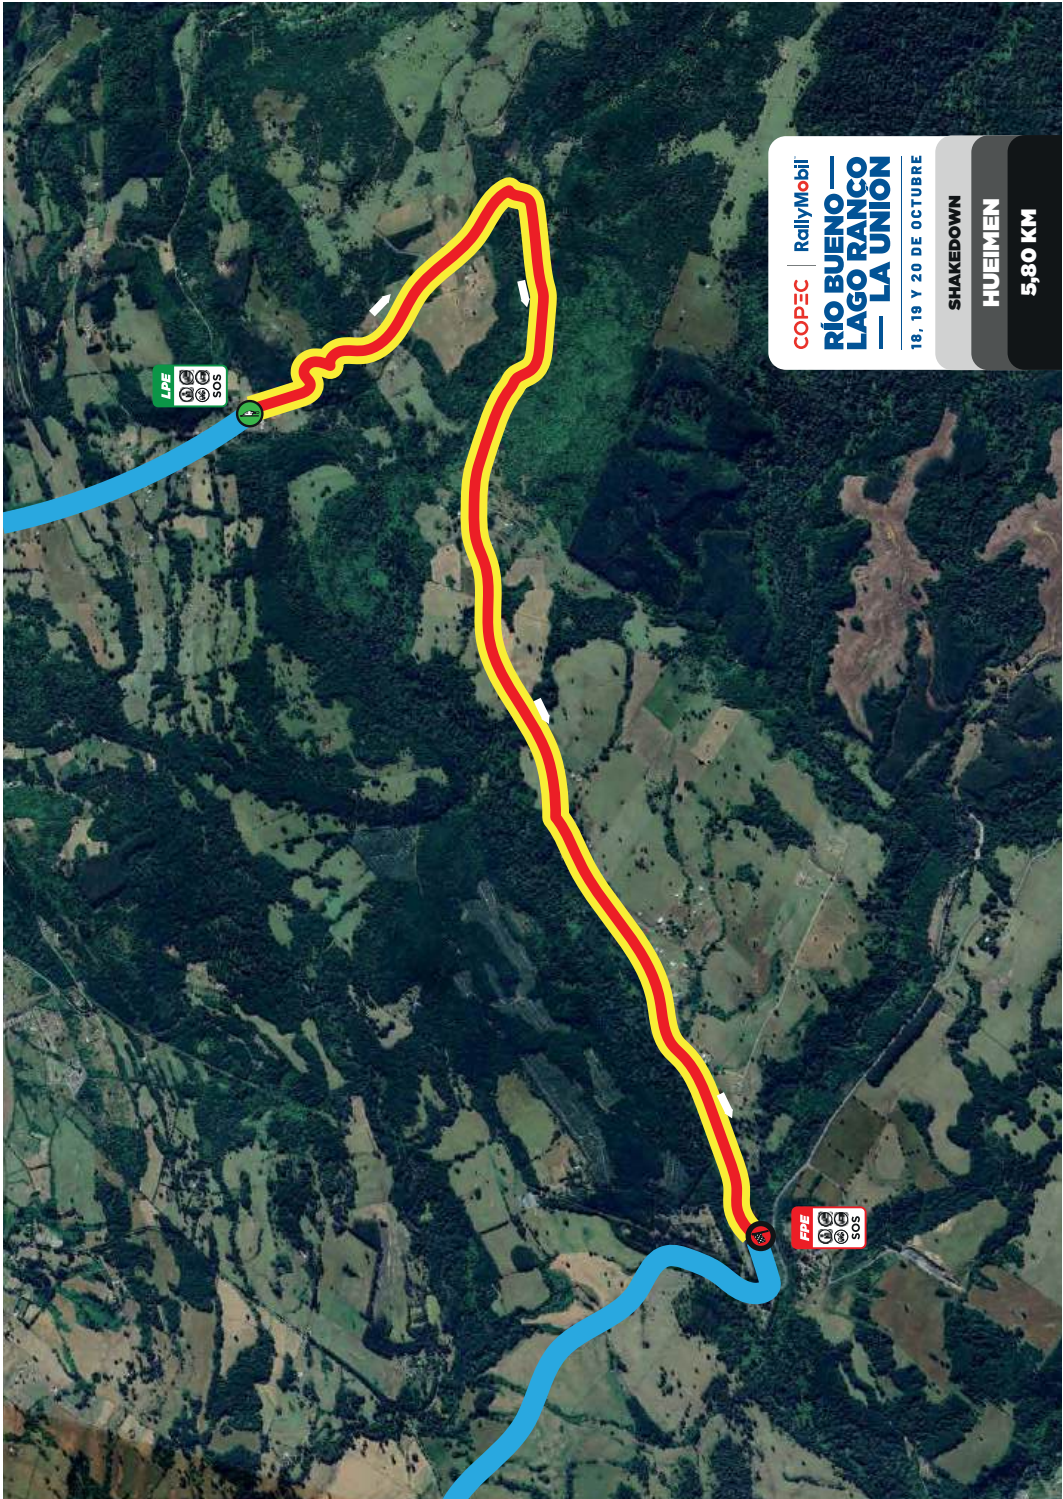 COPEC | RallyMobil
RÍO BUENO —
LAGO RANCO
— LA UNIÓN
18, 19 Y 20 DE OCTUBRE
SHAKEDOWN
HUEIMEN
5,80 KM
LPE
SOS
FPE
SOS